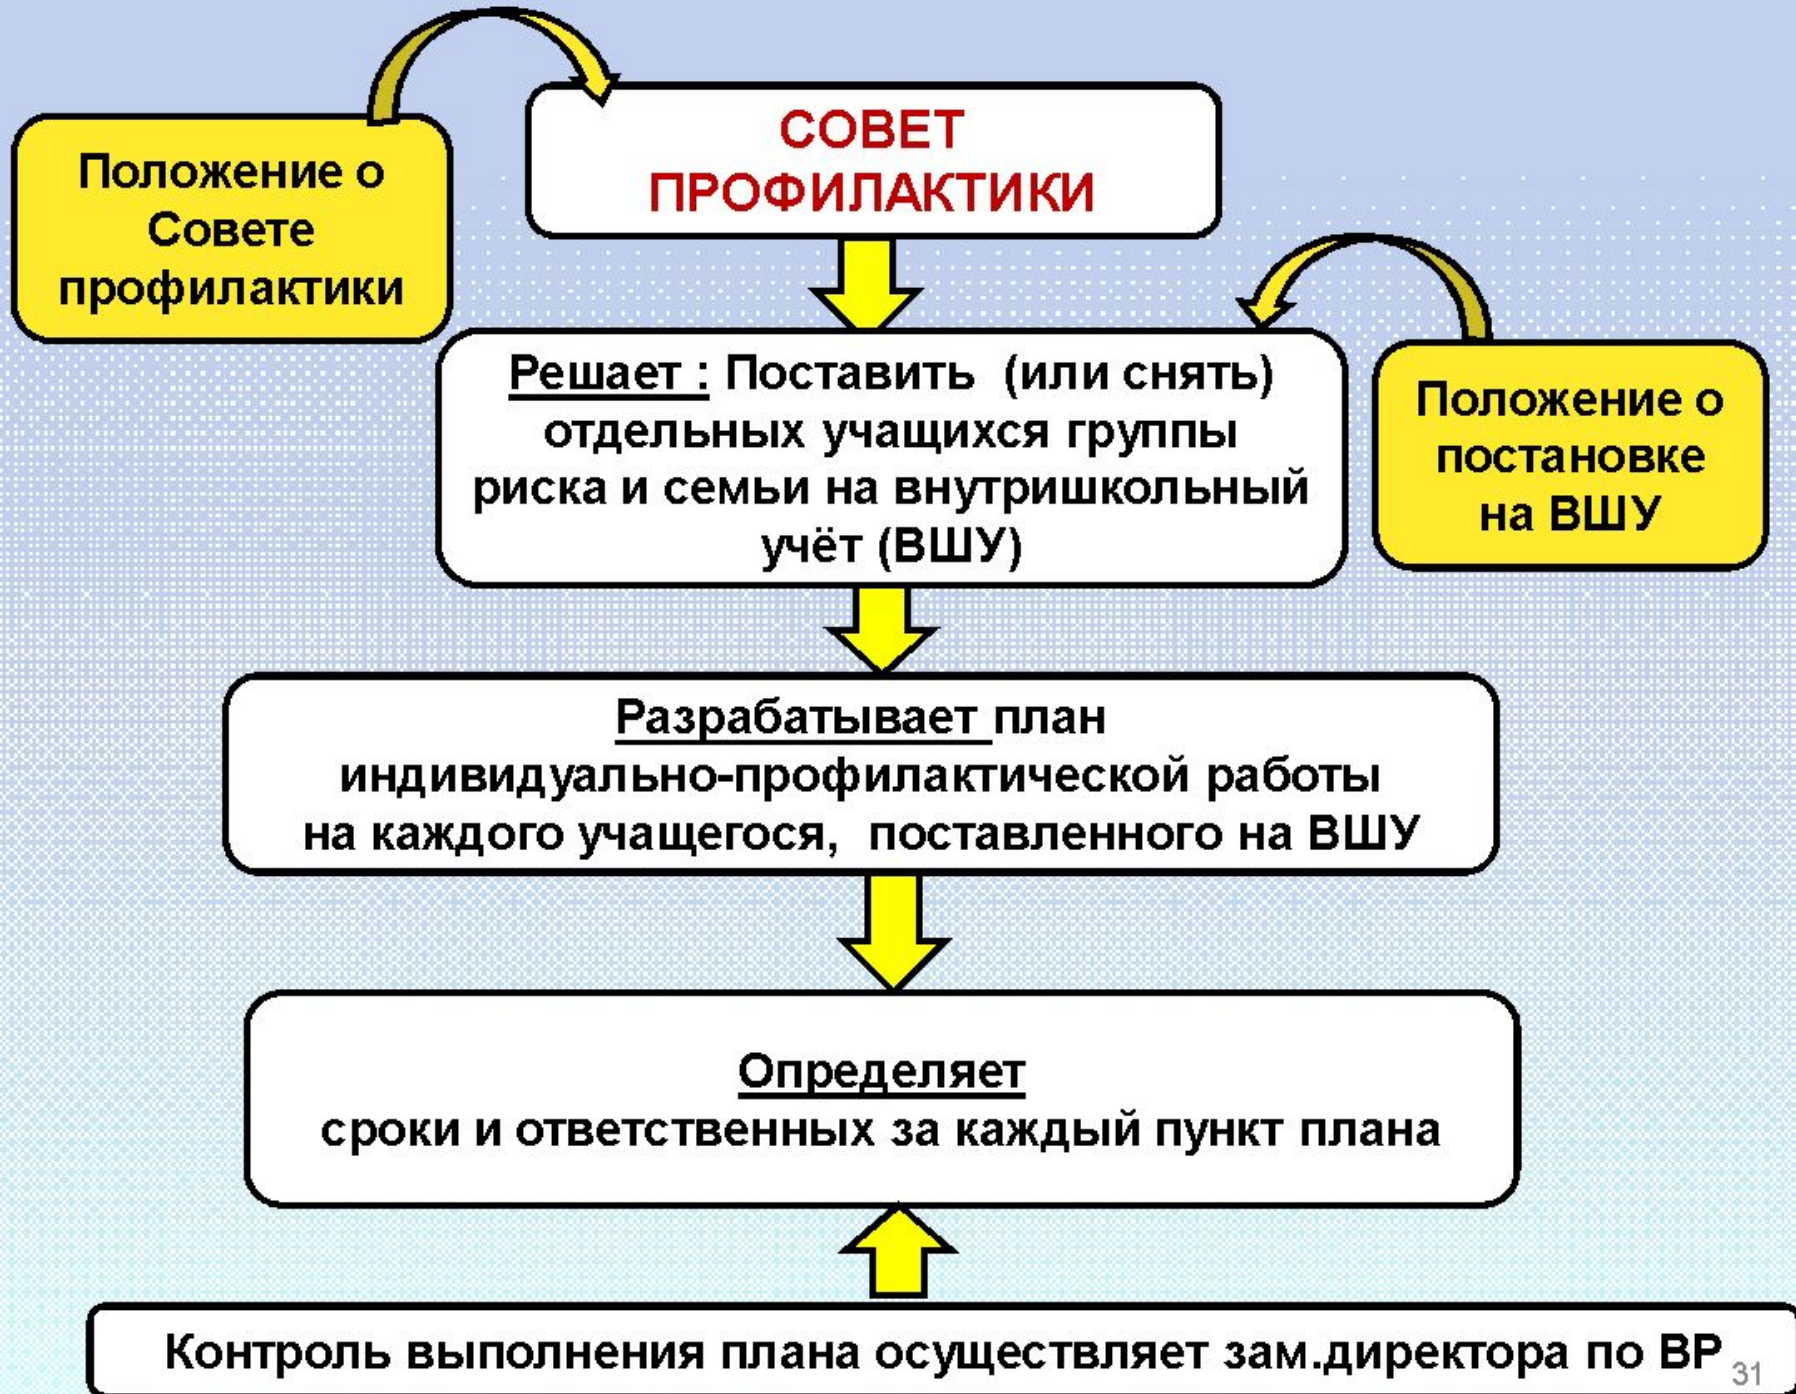 СОВЕТ
ПРОФИЛАКТИКИ
Положение о
Совете
профилактики
Решает : Поставить (или снять)
отдельных учащихся группы
риска и семьи на внутришкольный
учёт (ВШУ)
Положение о
постановке
на ВШУ
Разрабатывает план
индивидуально-профилактической работы
на каждого учащегося, поставленного на ВШУ
Определяет
сроки и ответственных за каждый пункт плана
Контроль выполнения плана осуществляет зам.директора по ВР
31